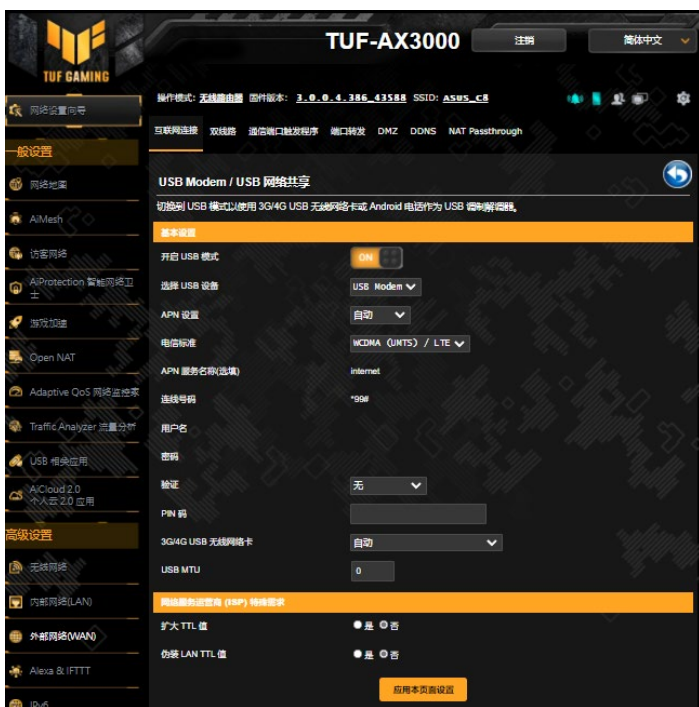 TUF GAMING
TUF-AX3000
注销
简体中文
操作模式: 无线路由器 固件版本: 3.0.0.4.386_43588 SSID: ASUS_C8
网络设置向导
互联网连接 双线路 通信端口触发程序 端口转发 DMZ DDNS NAT Passthrough
一般设置
网络地图
AiMesh
访客网络
AiProtection 智能网络卫士
游戏加速
Open NAT
Adaptive QoS 网络监控家
Traffic Analyzer 流量分析
USB 相关应用
AiCloud 2.0
个人云 2.0 应用
高级设置
无线网络
内部网络(LAN)
外部网络(WAN)
Alexa & IFTTT
IPv6
USB Modem / USB 网络共享
切换到 USB 模式以使用 3G/4G USB 无线网络卡或 Android 电话作为 USB 调制解调器。
基本设置
开启 USB 模式 ON
选择 USB 设备 USB Modem
APN 设置 自动
电信标准 WCDMA (UMTS) / LTE
APN 服务名称(选填) internet
连线号码 *99#
用户名
密码
验证 无
PIN 码
3G/4G USB 无线网络卡 自动
USB MTU 0
网络服务运营商 (ISP) 特殊需求
扩大 TTL 值 是 否
伪装 LAN TTL 值 是 否
应用本页面设置